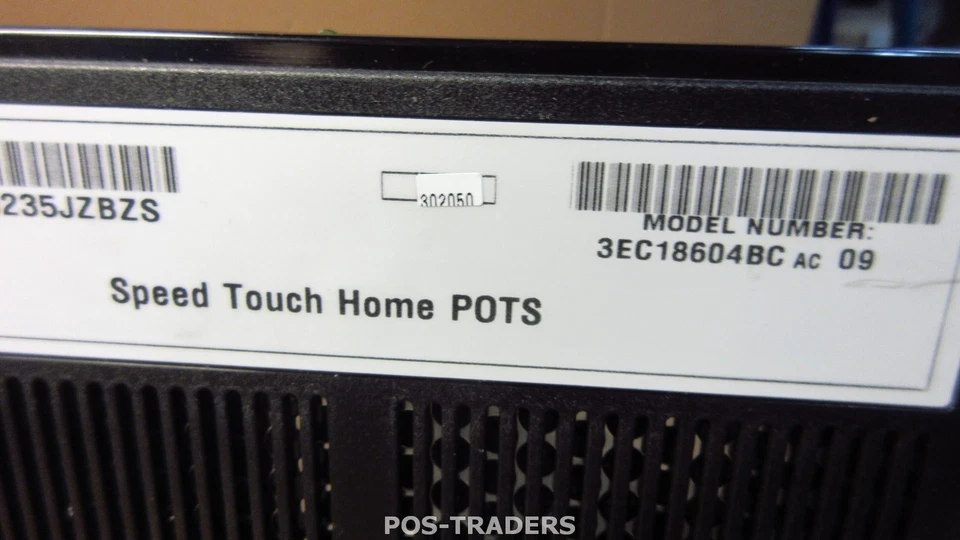 235JZBZS
302050
MODEL NUMBER:
3EC18604BC AC 09
Speed Touch Home POTS
POS-TRADERS